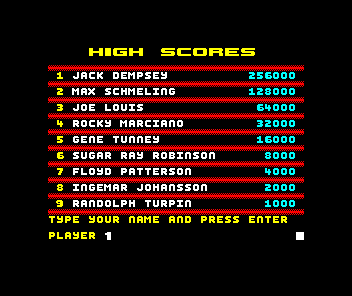 HIGH SCORES
1 JACK DEMPSEY 256000
2 MAX SCHMELING 128000
3 JOE LOUIS 64000
4 ROCKY MARCIANO 32000
5 GENE TUNNEY 16000
6 SUGAR RAY ROBINSON 8000
7 FLOYD PATTERSON 4000
8 INGEMAR JOHANSSON 2000
9 RANDOLPH TURPIN 1000
TYPE YOUR NAME AND PRESS ENTER
PLAYER 1